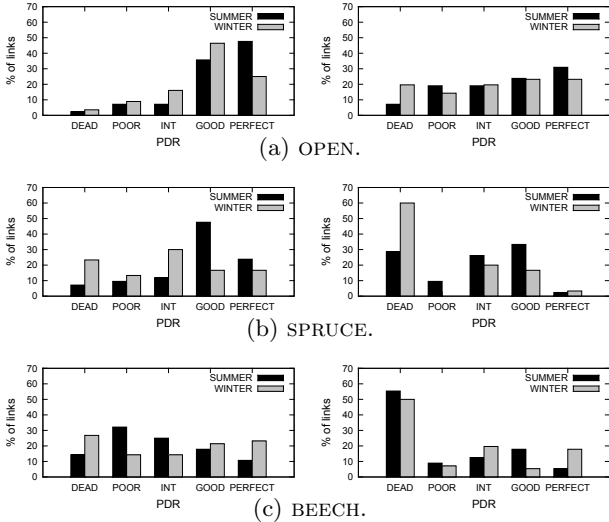 % of links
70
60
50
40
30
20
10
0
SUMMER
WINTER
DEAD POOR INT GOOD PERFECT
PDR
% of links
70
60
50
40
30
20
10
0
SUMMER
WINTER
DEAD POOR INT GOOD PERFECT
PDR
(a) OPEN.
% of links
70
60
50
40
30
20
10
0
SUMMER
WINTER
DEAD POOR INT GOOD PERFECT
PDR
% of links
70
60
50
40
30
20
10
0
SUMMER
WINTER
DEAD POOR INT GOOD PERFECT
PDR
(b) SPRUCE.
% of links
70
60
50
40
30
20
10
0
SUMMER
WINTER
DEAD POOR INT GOOD PERFECT
PDR
% of links
70
60
50
40
30
20
10
0
SUMMER
WINTER
DEAD POOR INT GOOD PERFECT
PDR
(c) BEECH.